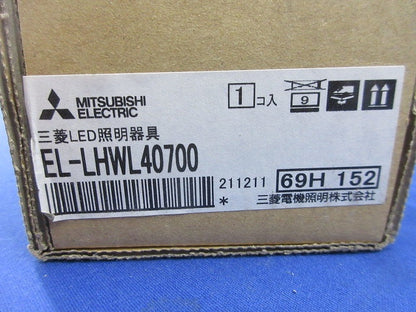 MITSUBISHI
ELECTRIC
1コ入
9
三菱LED照明器具
EL-LHWL40700
211211
69H 152
*
三菱電機照明株式会社